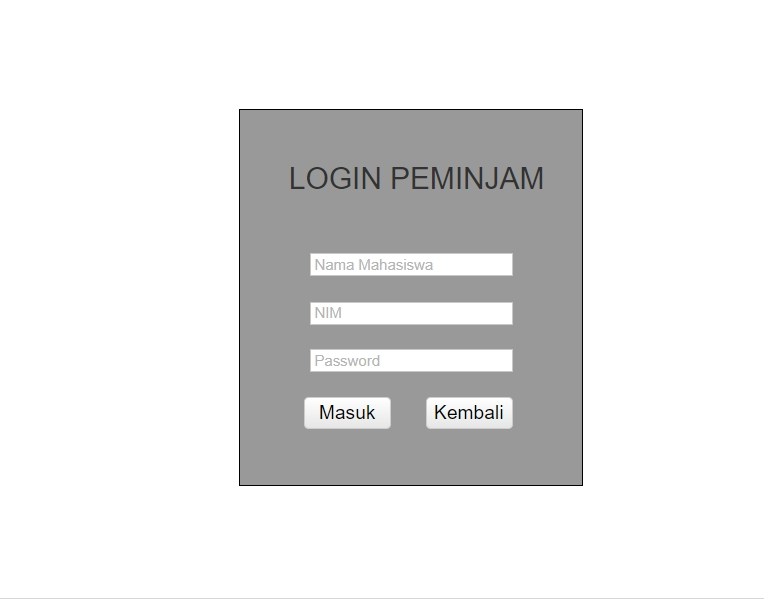 LOGIN PEMINJAM
Nama Mahasiswa
NIM
Password
Masuk Kembali